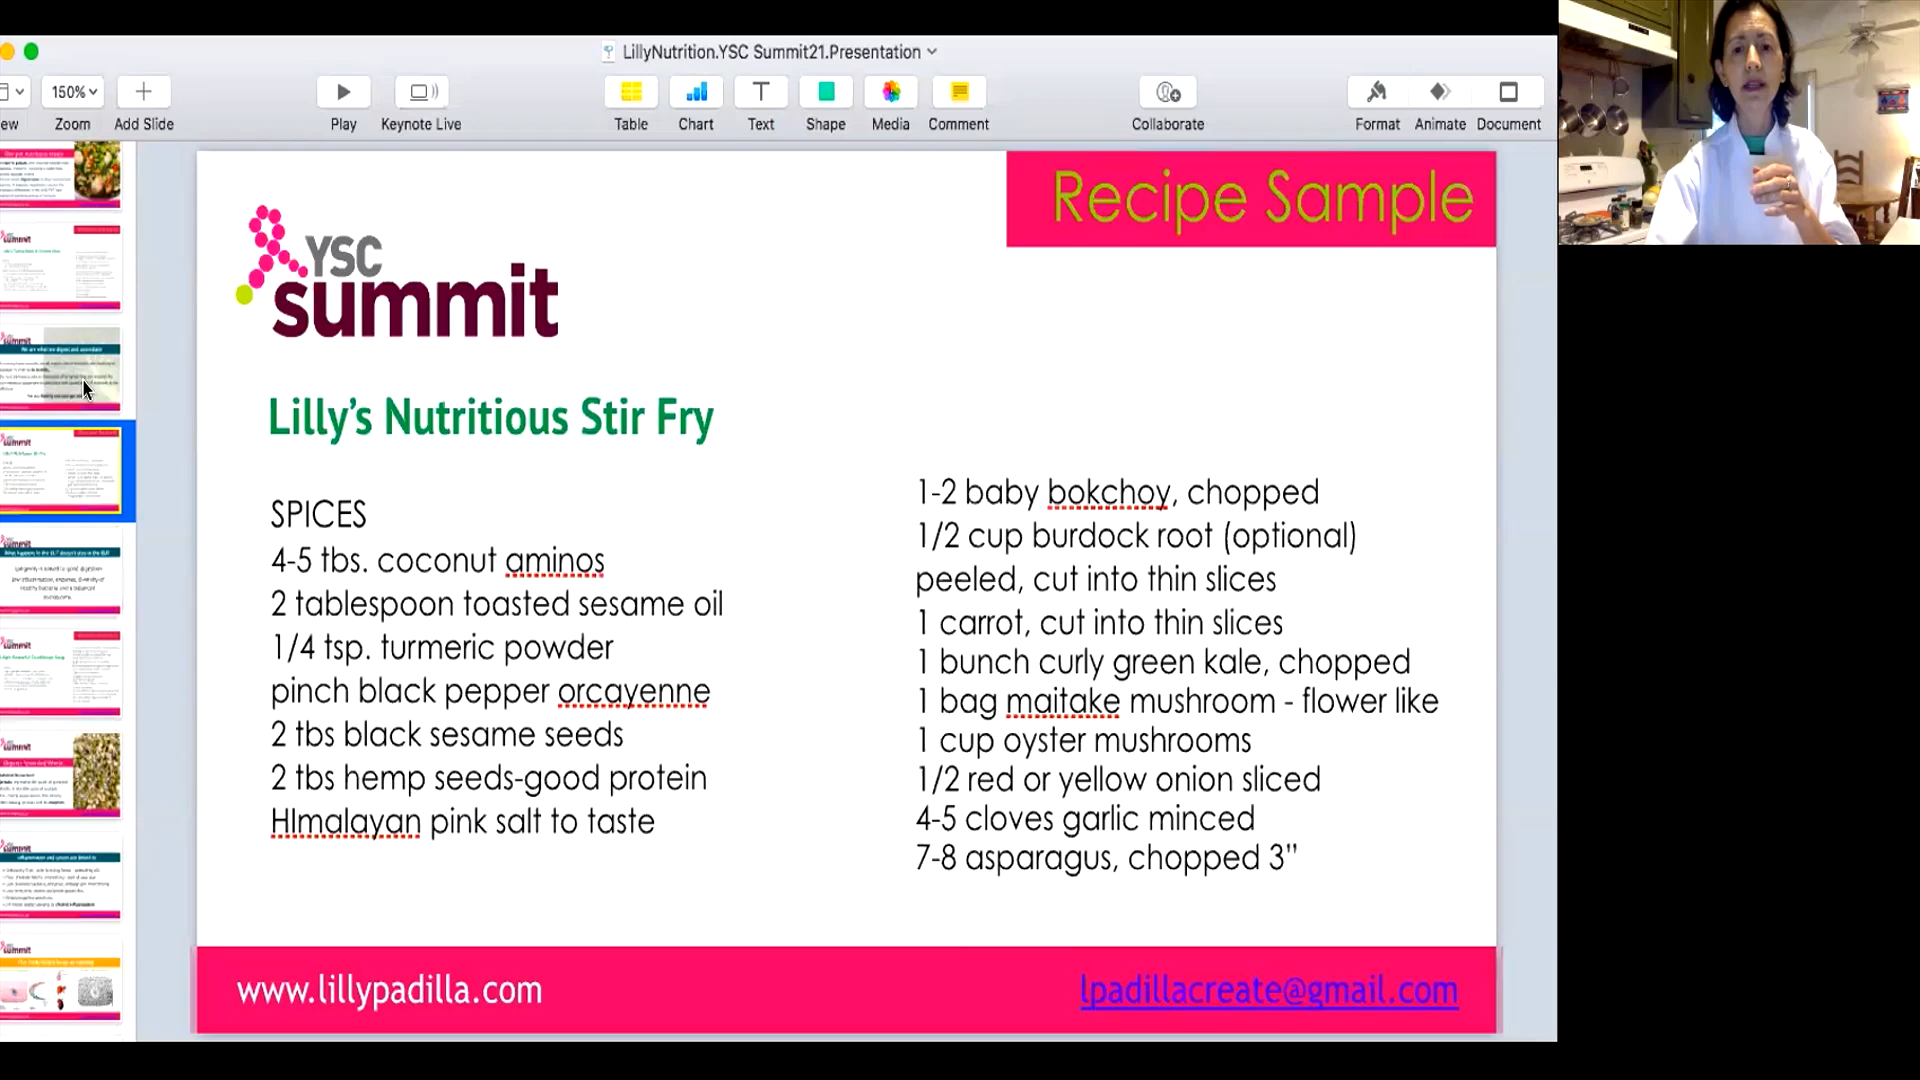 LillyNutrition.YSC Summit21.Presentation
150%
ew
Zoom
Add Slide
Play
Keynote Live
Table
Chart
Text
Shape
Media
Comment
Collaborate
Format
Animate
Document
Recipe Sample
YSC
summit
Lilly’s Nutritious Stir Fry
SPICES
4-5 tbs. coconut aminos
2 tablespoon toasted sesame oil
1/4 tsp. turmeric powder
pinch black pepper orcayenne
2 tbs black sesame seeds
2 tbs hemp seeds-good protein
HImalayan pink salt to taste
1-2 baby bokchoy, chopped
1/2 cup burdock root (optional)
peeled, cut into thin slices
1 carrot, cut into thin slices
1 bunch curly green kale, chopped
1 bag maitake mushroom - flower like
1 cup oyster mushrooms
1/2 red or yellow onion sliced
4-5 cloves garlic minced
7-8 asparagus, chopped 3”
www.lillypadilla.com
lpadillacreate@gmail.com